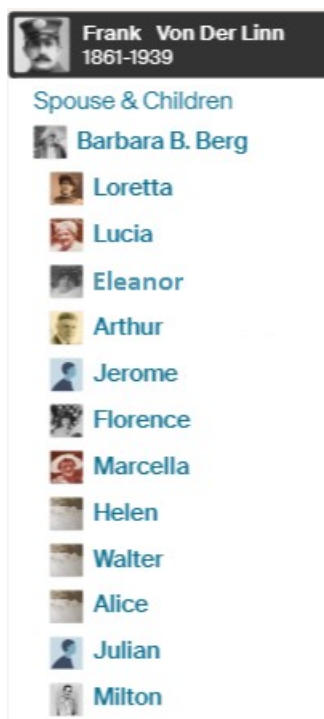 Frank Von Der Linn
1861-1939
Spouse & Children
Barbara B. Berg
Loretta
Lucia
Eleanor
Arthur
Jerome
Florence
Marcella
Helen
Walter
Alice
Julian
Milton